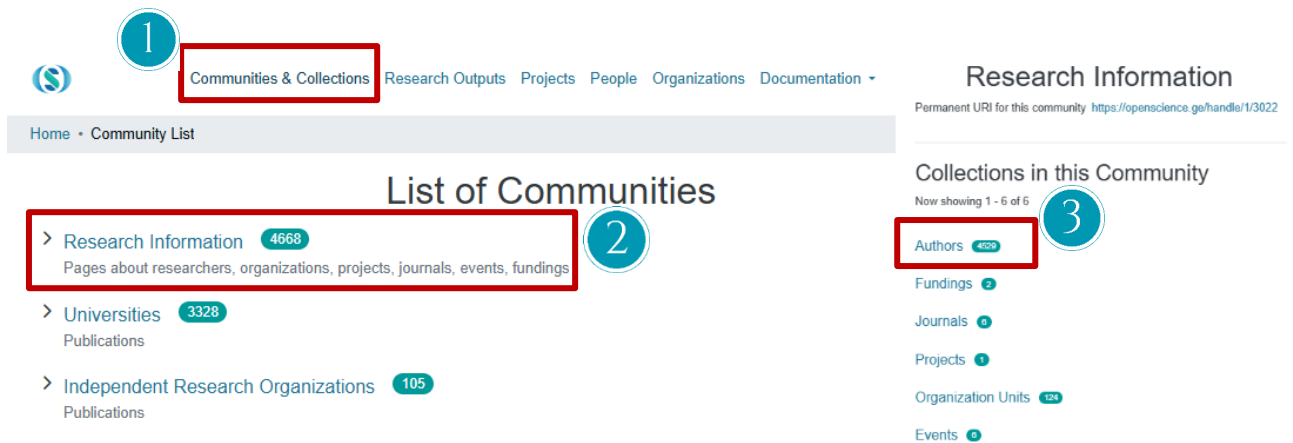 1
Communities & Collections Research Outputs Projects People Organizations Documentation
Home • Community List
List of Communities
2
Research Information 4668
Pages about researchers, organizations, projects, journals, events, fundings
Universities 3328
Publications
Independent Research Organizations 105
Publications
Research Information
Permanent URI for this community https://openscience.ge/handle/1/3022
Collections in this Community
Now showing 1 - 6 of 6
3
Authors 4529
Fundings 2
Journals 6
Projects 1
Organization Units 124
Events 6